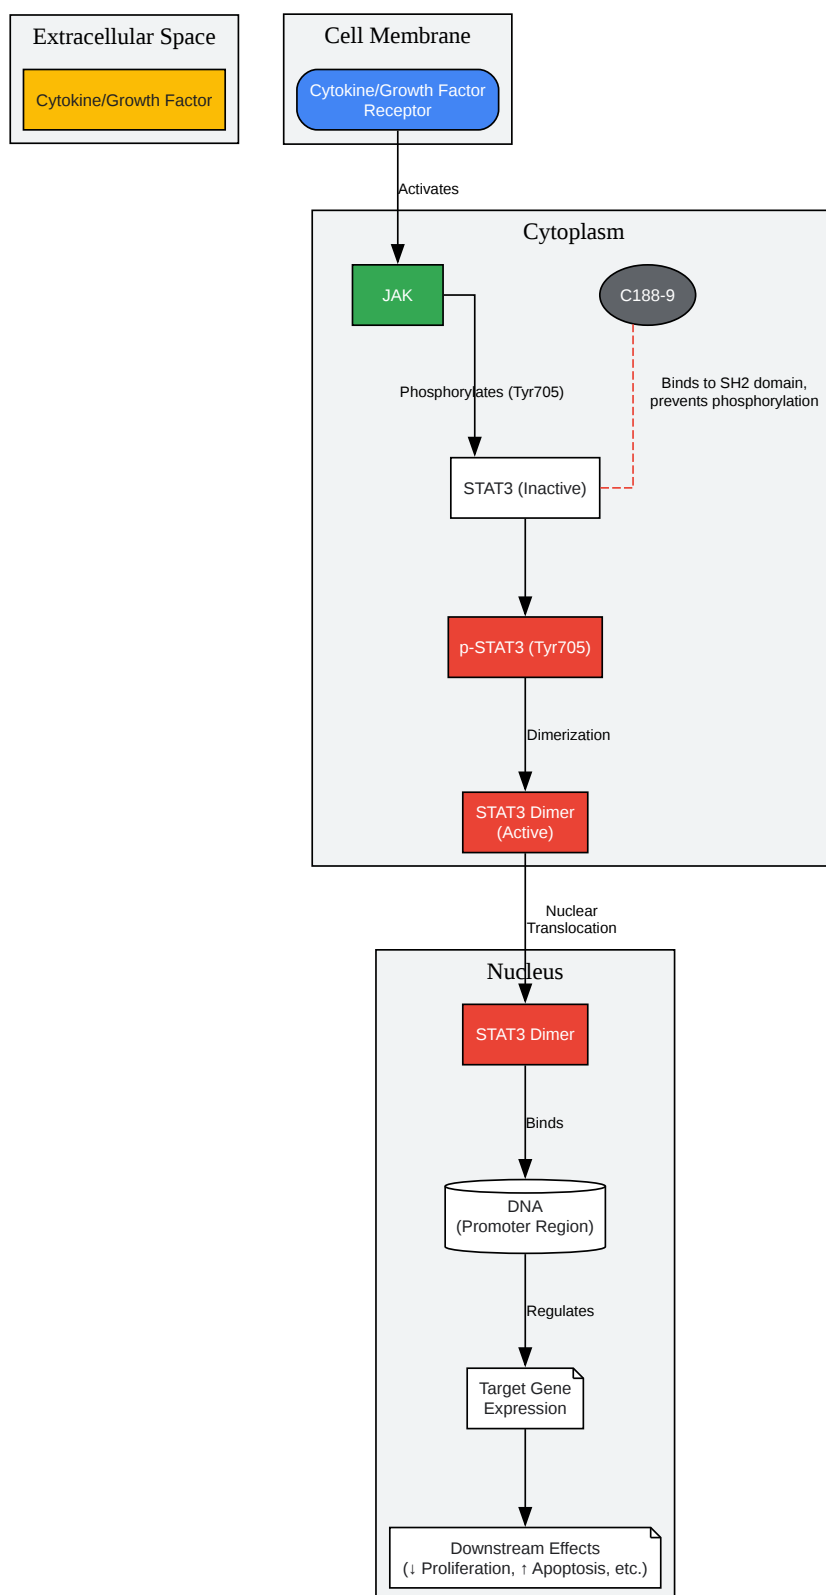 Extracellular Space
Cytokine/Growth Factor
Cell Membrane
Cytokine/Growth Factor
Receptor
Activates
Cytoplasm
JAK
C188-9
Phosphorylates (Tyr705)
Binds to SH2 domain,
prevents phosphorylation
STAT3 (Inactive)
p-STAT3 (Tyr705)
Dimerization
STAT3 Dimer
(Active)
Nuclear
Translocation
Nucleus
STAT3 Dimer
Binds
DNA
(Promoter Region)
Regulates
Target Gene
Expression
Downstream Effects
(↓ Proliferation, ↑ Apoptosis, etc.)